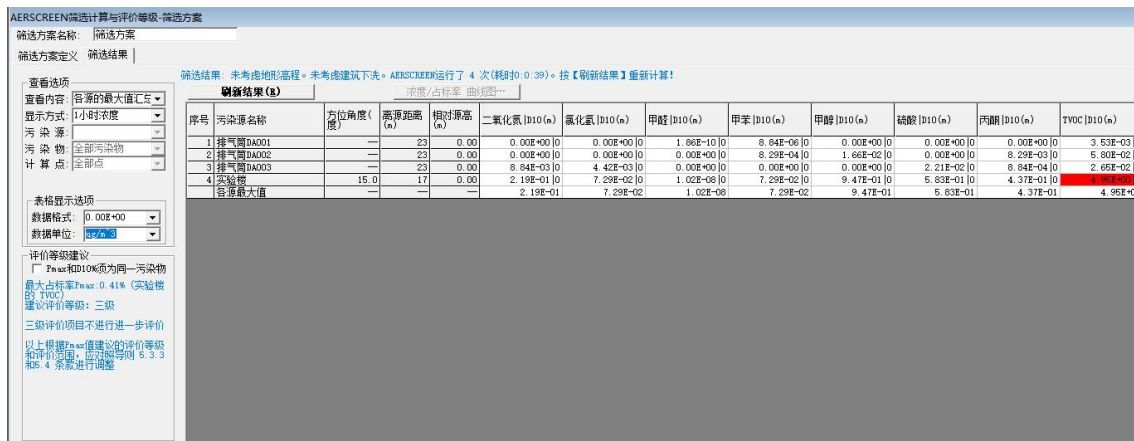 AERSCREEN筛选计算与评价等级-筛选方案
筛选方案名称: 筛选方案
筛选方案定义 筛选结果
筛选结果: 未考虑地形高程。未考虑建筑下洗。AERSCREEN运行了 4 次(耗时0:0:39)。按【刷新结果】重新计算!
查看选项
查看内容: 各源的最大值汇总
显示方式: 1小时浓度
污 染 源:
污 染 物: 全部污染物
计 算 点: 全部点
表格显示选项
数据格式: 0.00E+00
数据单位: ug/m^3
评价等级建议
Pmax和D10%须为同一污染物
最大占标率Pmax:0.41% (实验楼
的 TVOC)
建议评价等级: 三级
三级评价项目不进行进一步评价
以上根据Pmax值建议的评价等级
和评价范围，应对照导则 5.3.3
和5.4 条款进行调整
刷新结果(R) 浓度/占标率 曲线图…
序号 污染源名称 方位角度(度) 离源距离(m) 相对源高(m) 二氧化氮|D10(m) 氯化氢|D10(m) 甲醛|D10(m) 甲苯|D10(m) 甲醇|D10(m) 硫酸|D10(m) 丙酮|D10(m) TVOC|D10(m)
1 排气筒DA001 — 23 0.00 0.00E+00|0 0.00E+00|0 1.86E-10|0 8.84E-06|0 0.00E+00|0 0.00E+00|0 0.00E+00|0 3.53E-03
2 排气筒DA002 — 23 0.00 0.00E+00|0 0.00E+00|0 0.00E+00|0 8.29E-04|0 1.66E-02|0 0.00E+00|0 8.29E-03|0 5.80E-02
3 排气筒DA003 — 23 0.00 8.84E-03|0 4.42E-03|0 0.00E+00|0 0.00E+00|0 0.00E+00|0 2.21E-02|0 8.84E-04|0 2.65E-02
4 实验楼 15.0 17 0.00 2.19E-01|0 7.29E-02|0 1.02E-08|0 7.29E-02|0 9.47E-01|0 5.83E-01|0 4.37E-01|0 4.95E+00
各源最大值 — — — 2.19E-01 7.29E-02 1.02E-08 7.29E-02 9.47E-01 5.83E-01 4.37E-01 4.95E+0